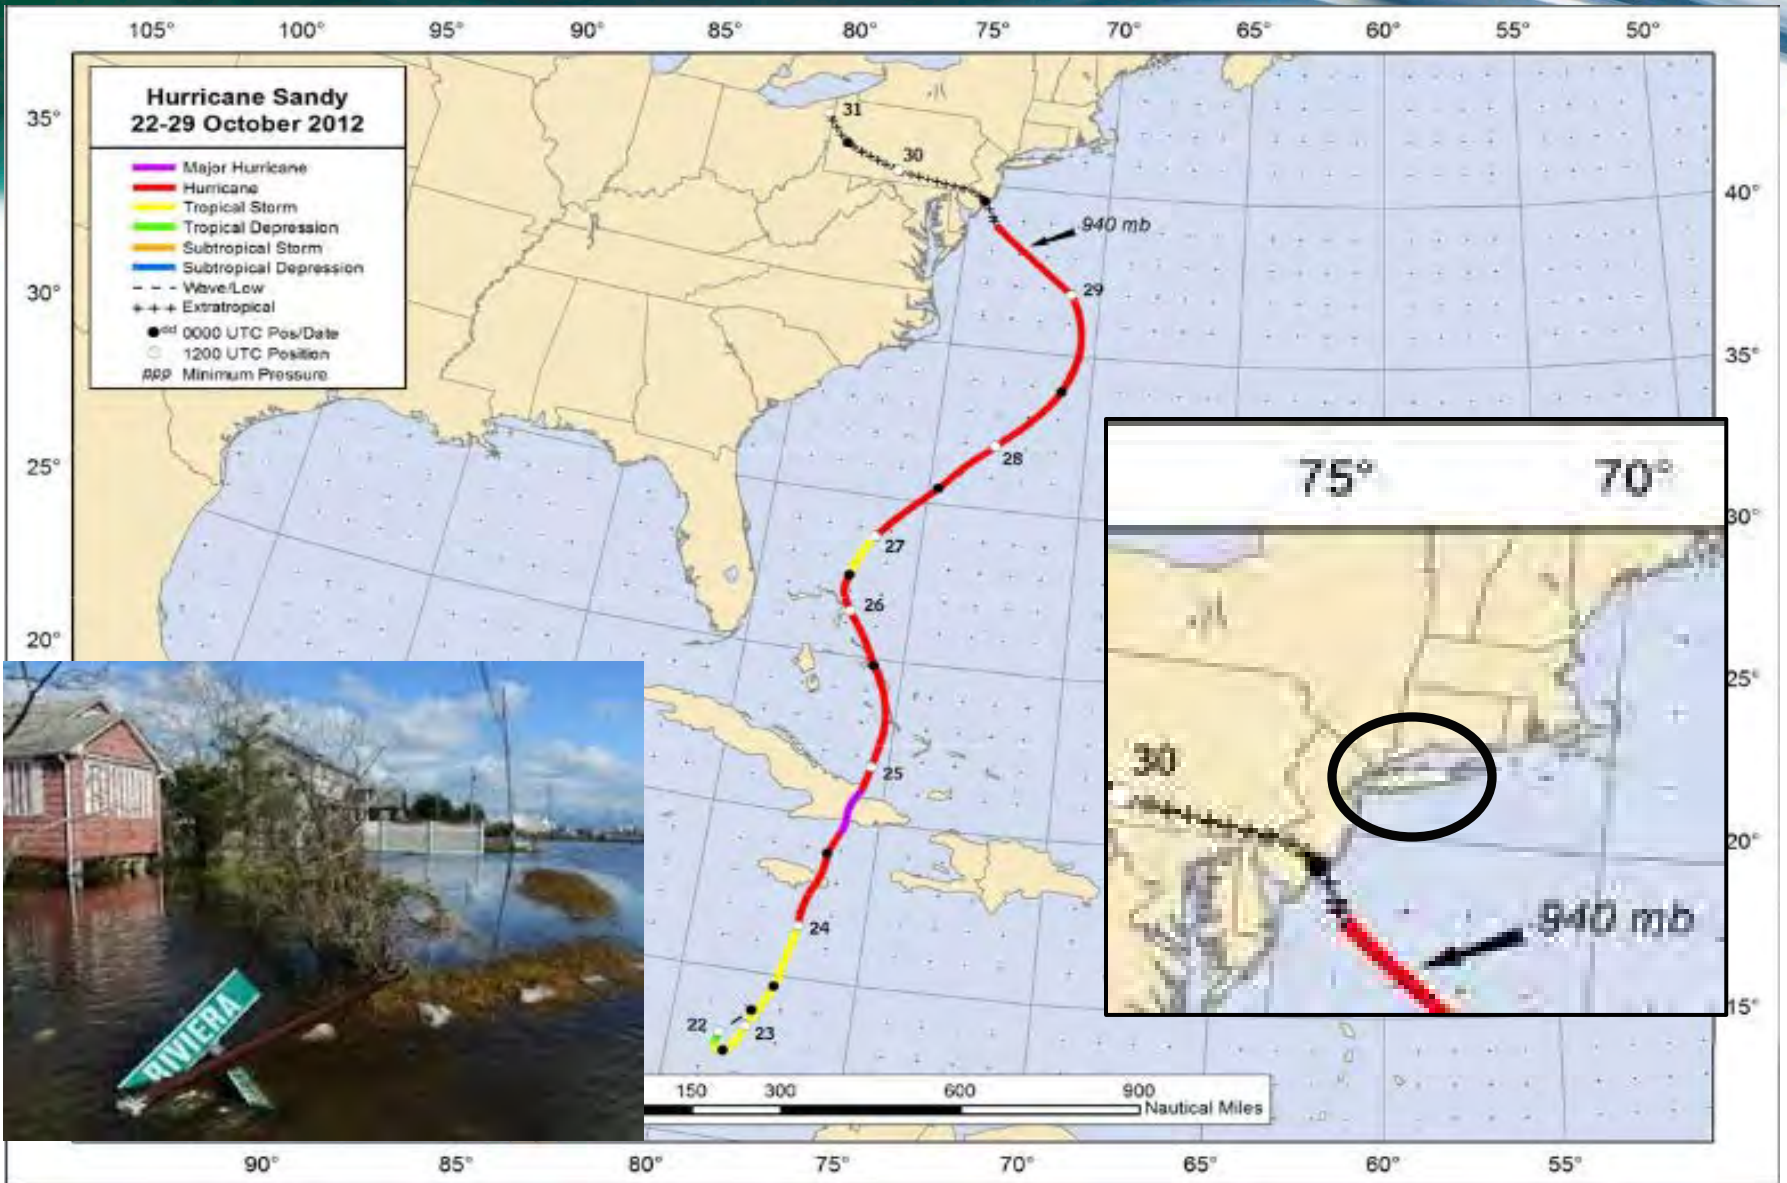 105° 100° 95° 90° 85° 80° 75° 70° 65° 60° 55° 50°
Hurricane Sandy
22-29 October 2012
Major Hurricane
Hurricane
Tropical Storm
Tropical Depression
Subtropical Storm
Subtropical Depression
Wave/Low
Extratropical
dd 0000 UTC Pos/Date
1200 UTC Position
ppp Minimum Pressure
35°
30°
25°
20°
40°
35°
30°
25°
20°
15°
31
30
940 mb
29
28
27
26
25
24
23
22
75° 70°
30
940 mb
RIVIERA
150 300 600 900
Nautical Miles
90° 85° 80° 75° 70° 65° 60° 55°